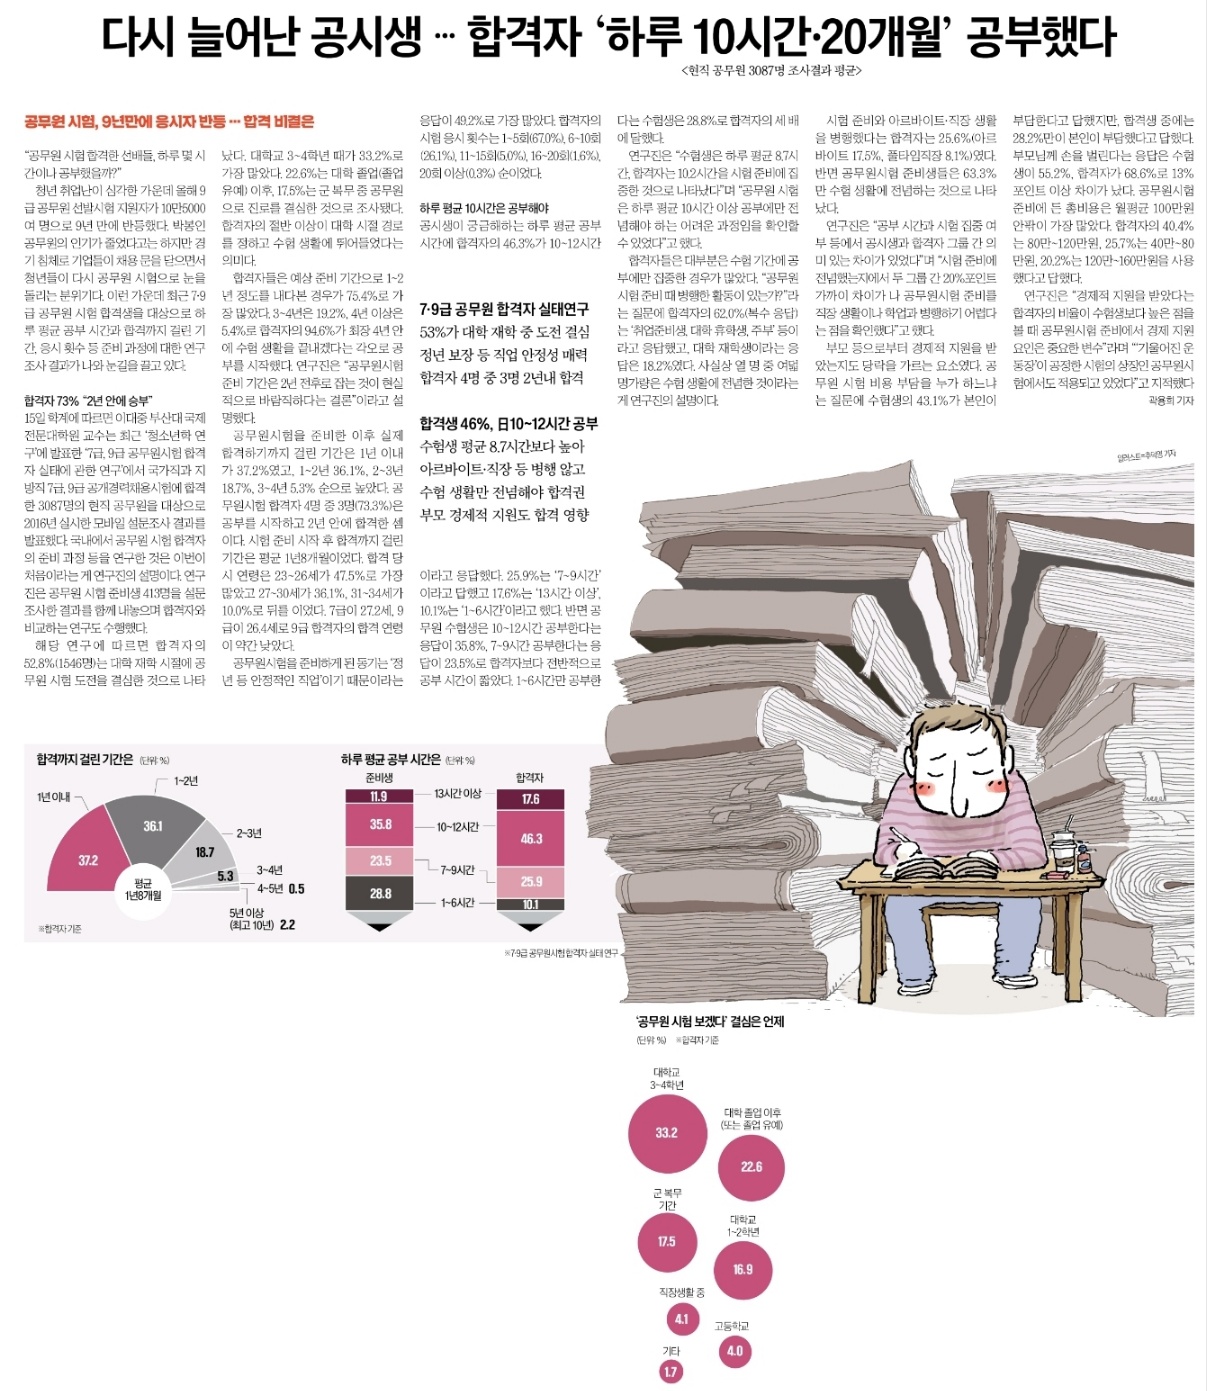 다시 늘어난 공시생 … 합격자 ‘하루 10시간·20개월’ 공부했다
<현직 공무원 3087명 조사결과 평균>
공무원 시험, 9년만에 응시자 반등 … 합격 비결은
“공무원 시험 합격한 선배들, 하루 몇 시
간이나 공부했을까?”
청년 취업난이 심각한 가운데 올해 9
급 공무원 선발시험 지원자가 10만5000
여 명으로 9년 만에 반등했다. 박봉인
공무원의 인기가 줄었다고는 하지만 경
기 침체로 기업들이 채용 문을 닫으면서
청년들이 다시 공무원 시험으로 눈을
돌리는 분위기다. 이런 가운데 최근 7·9
급 공무원 시험 합격생을 대상으로 하
루 평균 공부 시간과 합격까지 걸린 기
간, 응시 횟수 등 준비 과정에 대한 연구
조사 결과가 나와 눈길을 끌고 있다.
합격자 73% “2년 안에 승부”
15일 학계에 따르면 이대중 부산대 국제
전문대학원 교수는 최근 ‘청소년학 연
구’에 발표한 “7급, 9급 공무원시험 합격
자 실태에 관한 연구’에서 국가직과 지
방직 7급, 9급 공개경력채용시험에 합격
한 3087명의 현직 공무원을 대상으로
2016년 실시한 모바일 설문조사 결과를
발표했다. 국내에서 공무원 시험 합격자
의 준비 과정 등을 연구한 것은 이번이
처음이라는 게 연구진의 설명이다. 연구
진은 공무원 시험 준비생 413명을 설문
조사한 결과를 함께 내놓으며 합격자와
비교하는 연구도 수행했다.
해당 연구에 따르면 합격자의
52.8%(1546명)는 대학 재학 시절에 공
무원 시험 도전을 결심한 것으로 나타
났다. 대학교 3~4학년 때가 33.2%로
가장 많았다. 22.6%는 대학 졸업(졸업
유예) 이후, 17.5%는 군 복무 중 공무원
으로 진로를 결심한 것으로 조사됐다.
합격자의 절반 이상이 대학 시절 경로
를 정하고 수험 생활에 뛰어들었다는
의미다.
합격자들은 예상 준비 기간으로 1~2
년 정도를 내다본 경우가 75.4%로 가
장 많았다. 3~4년은 19.2%, 4년 이상은
5.4%로 합격자의 94.6%가 최장 4년 안
에 수험 생활을 끝내겠다는 각오로 공
부를 시작했다. 연구진은 “공무원시험
준비 기간은 2년 전후로 잡는 것이 현실
적으로 바람직하다는 결론”이라고 설
명했다.
공무원시험을 준비한 이후 실제
합격하기까지 걸린 기간은 1년 이내
가 37.2%였고, 1~2년 36.1%, 2~3년
18.7%, 3~4년 5.3% 순으로 높았다. 공
무원시험 합격자 4명 중 3명(73.3%)은
공부를 시작하고 2년 안에 합격한 셈
이다. 시험 준비 시작 후 합격까지 걸린
기간은 평균 1년8개월이었다. 합격 당
시 연령은 23~26세가 47.5%로 가장
많았고 27~30세가 36.1%, 31~34세가
10.0%로 뒤를 이었다. 7급이 27.2세, 9
급이 26.4세로 9급 합격자의 합격 연령
이 약간 낮았다.
공무원시험을 준비하게 된 동기는 ‘정
년 등 안정적인 직업’이기 때문이라는
응답이 49.2%로 가장 많았다. 합격자의
시험 응시 횟수는 1~5회(67.0%), 6~10회
(26.1%), 11~15회(5.0%), 16~20회(1.6%),
20회 이상(0.3%) 순이었다.
하루 평균 10시간은 공부해야
공시생이 궁금해하는 하루 평균 공부
시간에 합격자의 46.3%가 10~12시간
7·9급 공무원 합격자 실태연구
53%가 대학 재학 중 도전 결심
정년 보장 등 직업 안정성 매력
합격자 4명 중 3명 2년내 합격
합격생 46%, 日10~12시간 공부
수험생 평균 8.7시간보다 높아
아르바이트·직장 등 병행 않고
수험 생활만 전념해야 합격권
부모 경제적 지원도 합격 영향
이라고 응답했다. 25.9%는 ‘7~9시간’
이라고 답했고 17.6%는 ‘13시간 이상’,
10.1%는 ‘1~6시간’이라고 했다. 반면 공
무원 수험생은 10~12시간 공부한다는
응답이 35.8%, 7~9시간 공부한다는 응
답이 23.5%로 합격자보다 전반적으로
공부 시간이 짧았다. 1~6시간만 공부한
다는 수험생은 28.8%로 합격자의 세 배
에 달했다.
연구진은 “수험생은 하루 평균 8.7시
간, 합격자는 10.2시간을 시험 준비에 집
중한 것으로 나타났다”며 “공무원 시험
은 하루 평균 10시간 이상 공부에만 전
념해야 하는 어려운 과정임을 확인할
수 있었다”고 했다.
합격자들은 대부분은 수험 기간에 공
부에만 집중한 경우가 많았다. “공무원
시험 준비 때 병행한 활동이 있는가?”라
는 질문에 합격자의 62.0%(복수 응답)
는 ‘취업준비생, 대학 휴학생, 주부’ 등이
라고 응답했고, 대학 재학생이라는 응
답은 18.2%였다. 사실상 열 명 중 여덟
명가량은 수험 생활에 전념한 것이라는
게 연구진의 설명이다.
시험 준비와 아르바이트·직장 생활
을 병행했다는 합격자는 25.6%(아르
바이트 17.5%, 풀타임직장 8.1%)였다.
반면 공무원시험 준비생들은 63.3%
만 수험 생활에 전념하는 것으로 나타
났다.
연구진은 “공부 시간과 시험 집중 여
부 등에서 공시생과 합격자 그룹 간 의
미 있는 차이가 있었다”며 “시험 준비에
전념했는지에서 두 그룹 간 20%포인트
가까이 차이가 나 공무원시험 준비를
직장 생활이나 학업과 병행하기 어렵다
는 점을 확인했다”고 했다.
부모 등으로부터 경제적 지원을 받
았는지도 당락을 가르는 요소였다. 공
무원 시험 비용 부담을 누가 하느냐
는 질문에 수험생의 43.1%가 본인이
부담한다고 답했지만, 합격생 중에는
28.2%만이 본인이 부담했다고 답했다.
부모님께 손을 벌린다는 응답은 수험
생이 55.2%, 합격자가 68.6%로 13%
포인트 이상 차이가 났다. 공무원시험
준비에 든 총비용은 월평균 100만원
안팎이 가장 많았다. 합격자의 40.4%
는 80만~120만원, 25.7%는 40만~80
만원, 20.2%는 120만~160만원을 사용
했다고 답했다.
연구진은 “경제적 지원을 받았다는
합격자의 비율이 수험생보다 높은 점을
볼 때 공무원시험 준비에서 경제 지원
요인은 중요한 변수”라며 “‘기울어진 운
동장’이 공정한 시험의 상징인 공무원시
험에서도 적용되고 있었다”고 지적했다.
곽용희 기자
합격까지 걸린 기간은 (단위: %)
1년 이내
37.2
1~2년
36.1
2~3년
18.7
3~4년
5.3
4~5년 0.5
5년 이상
(최고 10년) 2.2
평균
1년8개월
※합격자 기준
하루 평균 공부 시간은 (단위: %)
준비생
합격자
11.9
13시간 이상
17.6
35.8
10~12시간
46.3
23.5
7~9시간
25.9
28.8
1~6시간
10.1
※7·9급 공무원시험 합격자 실태 연구
‘공무원 시험 보겠다’ 결심은 언제
(단위: %) ※합격자 기준
대학교
3~4학년
33.2
대학 졸업 이후
(또는 졸업 유예)
22.6
군 복무
기간
17.5
대학교
1~2학년
16.9
직장생활 중
4.1
고등학교
4.0
기타
1.7